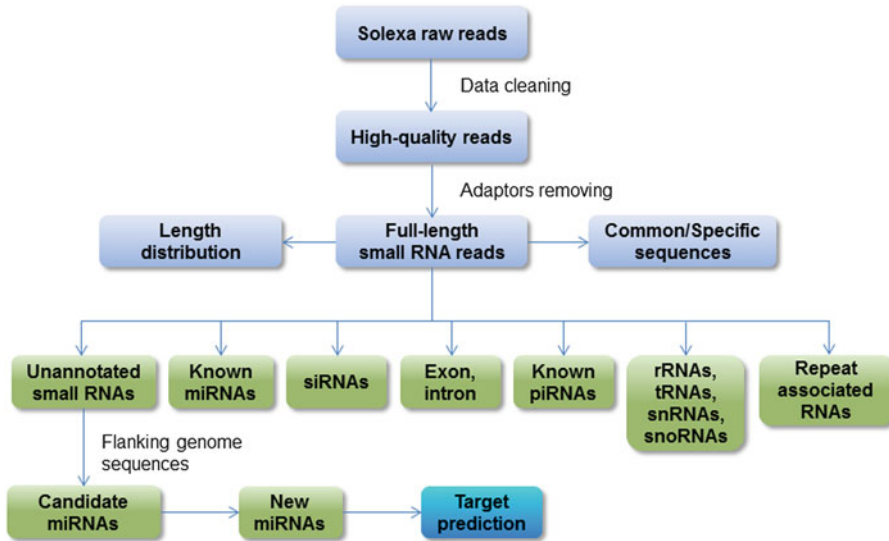 Solexa raw reads
Data cleaning
High-quality reads
Adaptors removing
Length
distribution
Full-length
small RNA reads
Common/Specific
sequences
Unannotated
small RNAs
Known
miRNAs
siRNAs
Exon,
intron
Known
piRNAs
rRNAs,
tRNAs,
snRNAs,
snoRNAs
Repeat
associated
RNAs
Flanking genome
sequences
Candidate
miRNAs
New
miRNAs
Target
prediction